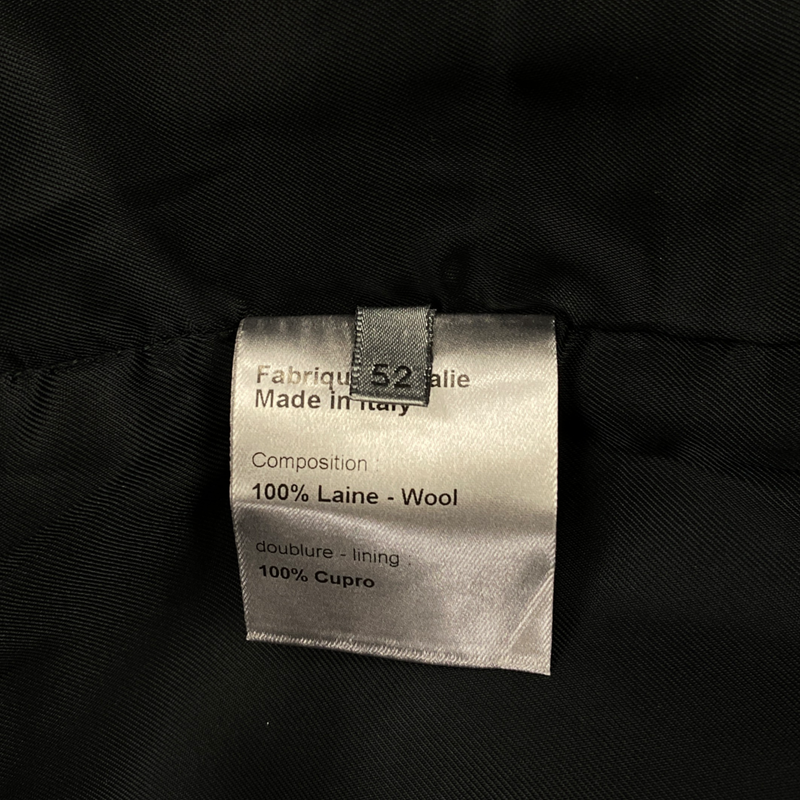 52
Fabriqu alie
Made in Italy
Composition :
100% Laine - Wool
doublure - lining :
100% Cupro